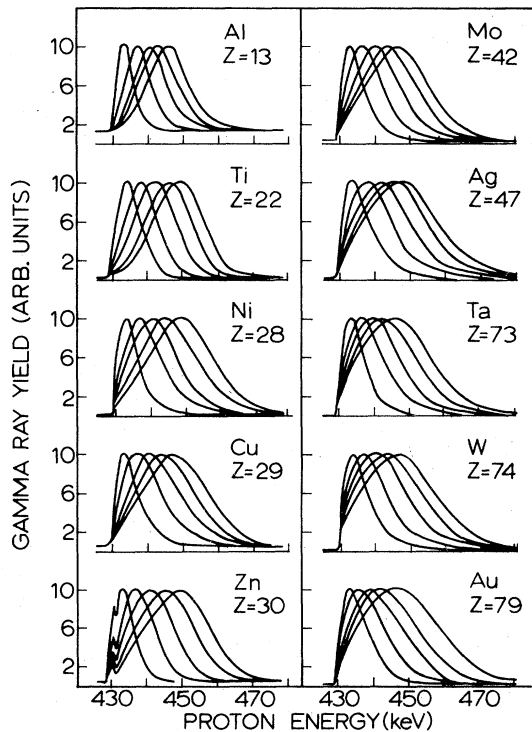 GAMMA RAY YIELD (ARB. UNITS)
10
6
2
Al
Z=13
Mo
Z=42
10
6
2
Ti
Z=22
Ag
Z=47
10
6
2
Ni
Z=28
Ta
Z=73
10
6
2
Cu
Z=29
W
Z=74
10
6
2
Zn
Z=30
Au
Z=79
430 450 470 430 450 470
PROTON ENERGY(keV)